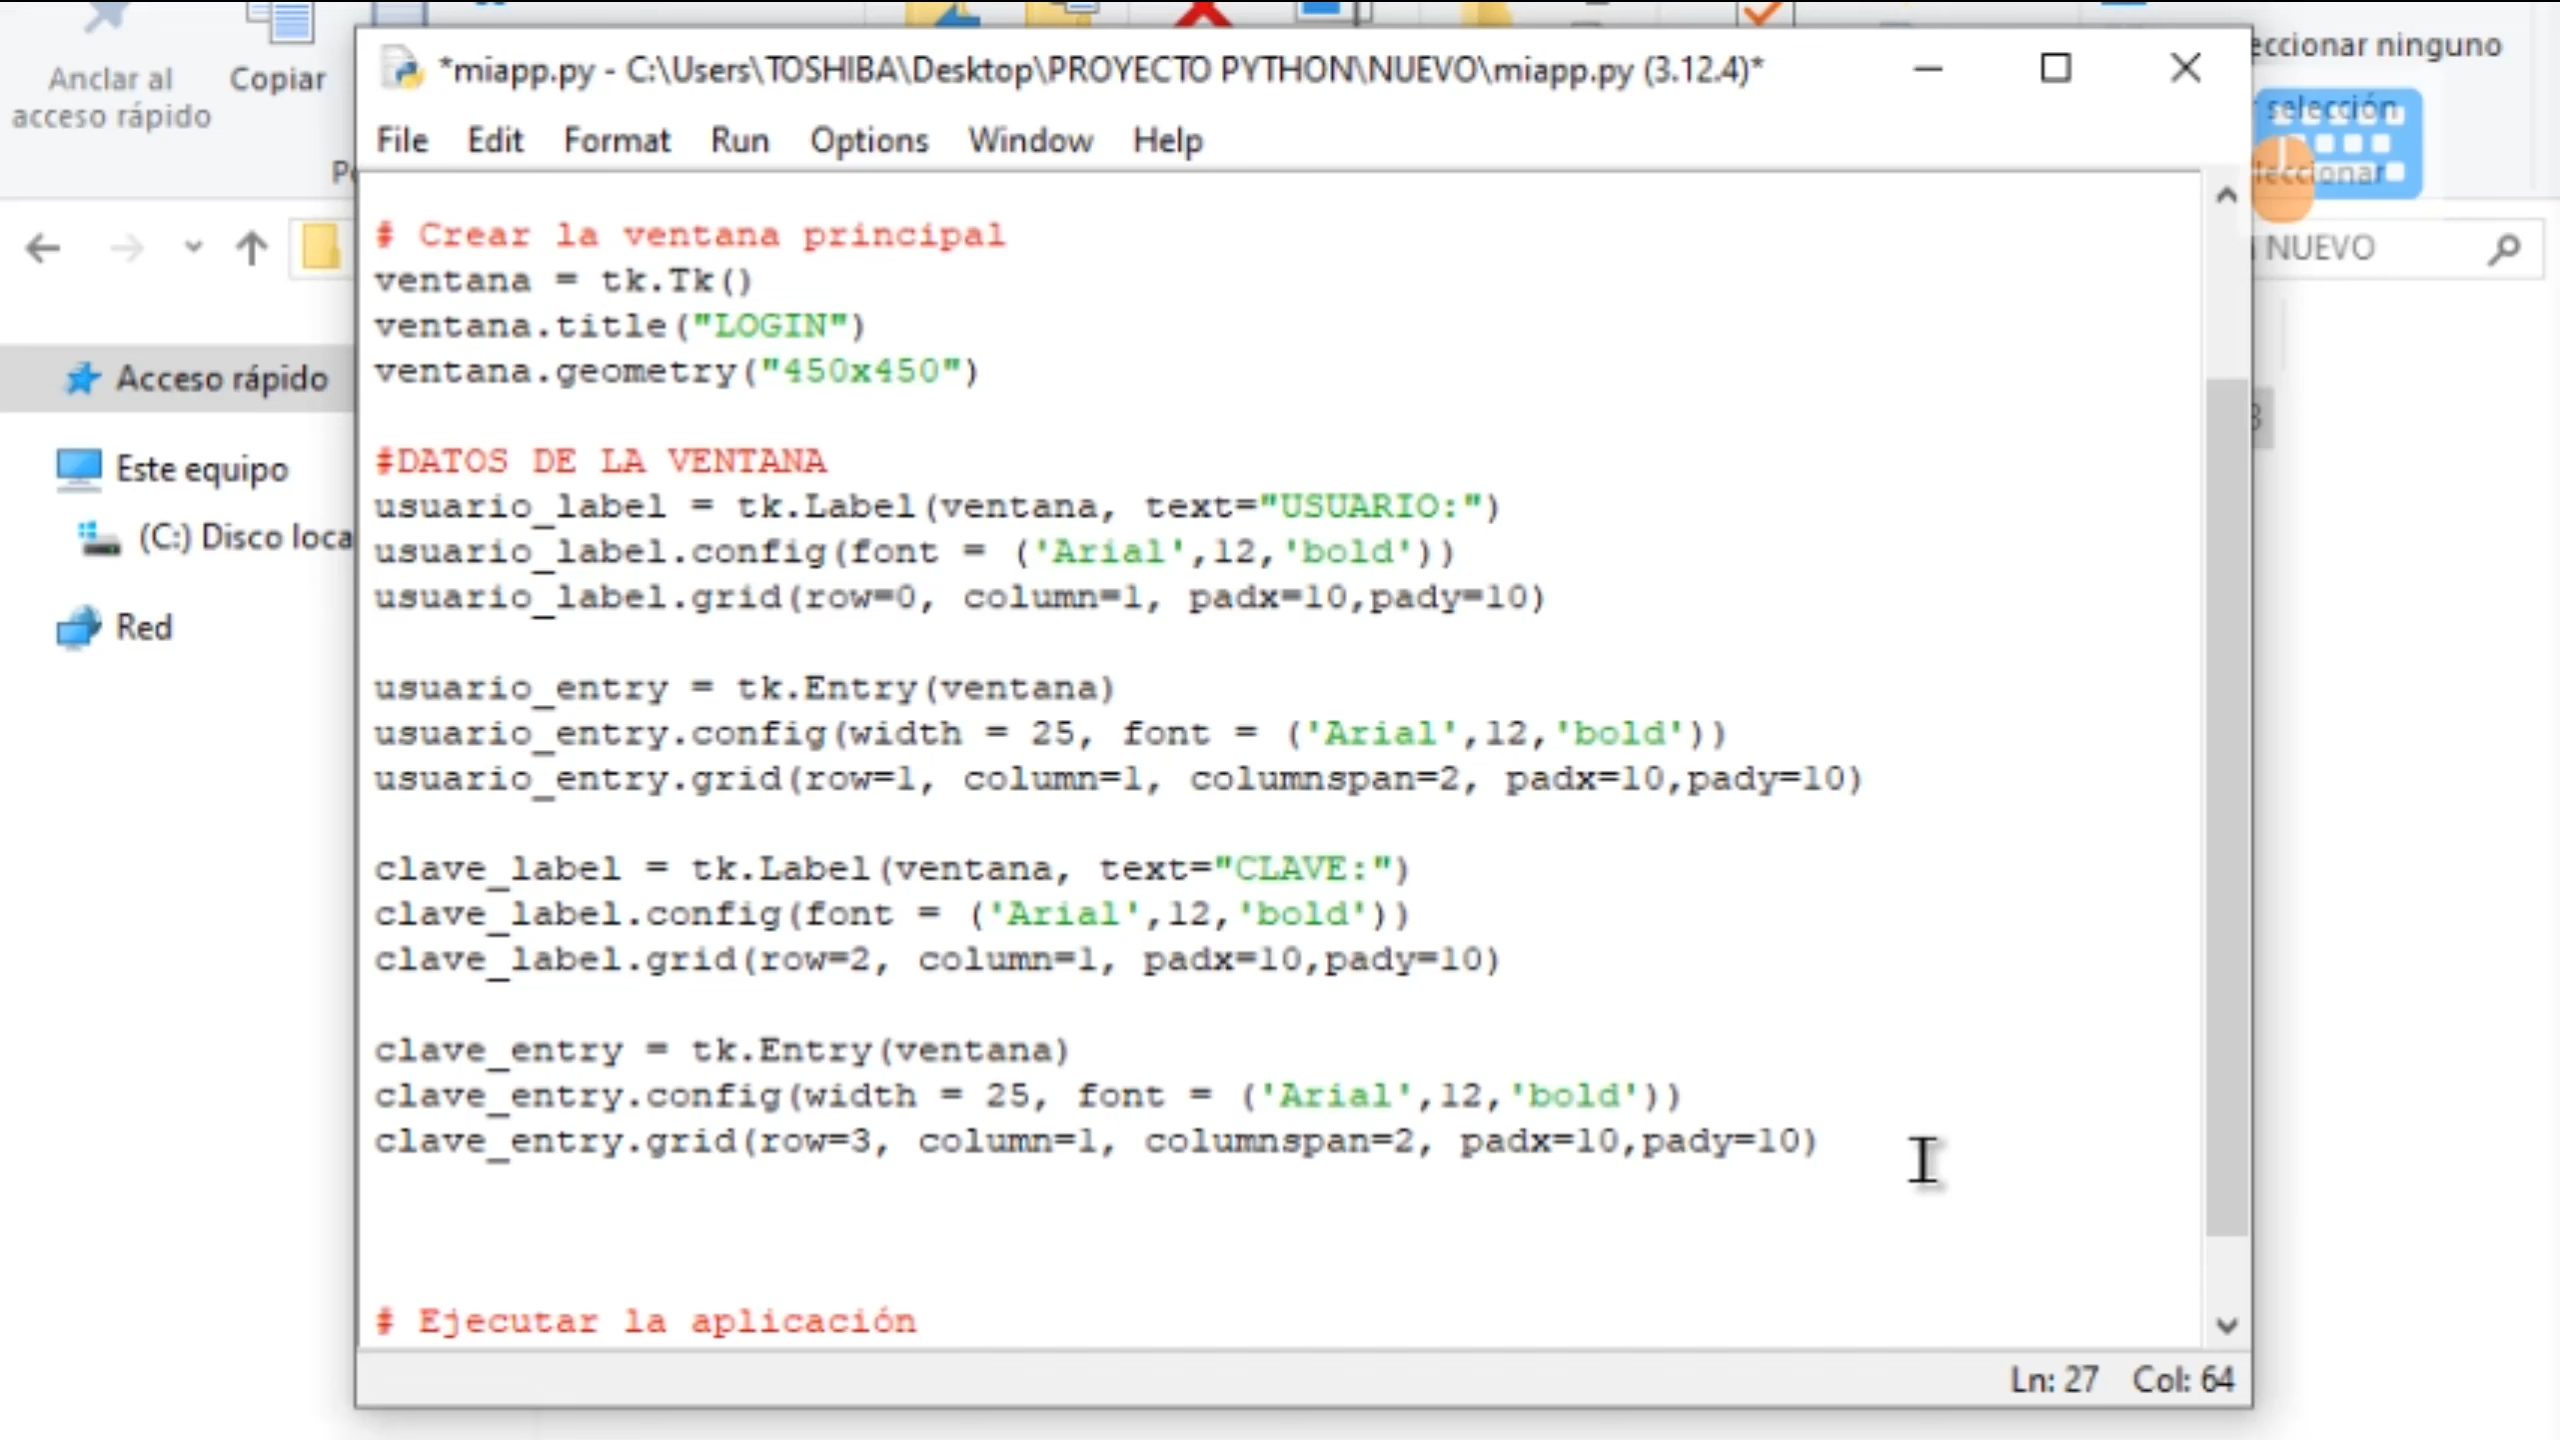 *miapp.py - C:\Users\TOSHIBA\Desktop\PROYECTO PYTHON\NUEVO\miapp.py (3.12.4)*
eccionar ninguno
Anclar al
acceso rápido
Copiar
selección
leccionar
File Edit Format Run Options Window Help
NUEVO
Acceso rápido
Este equipo
(C:) Disco loca
Red
# Crear la ventana principal
ventana = tk.Tk()
ventana.title("LOGIN")
ventana.geometry("450x450")
#DATOS DE LA VENTANA
usuario_label = tk.Label(ventana, text="USUARIO:")
usuario_label.config(font = ('Arial',12,'bold'))
usuario_label.grid(row=0, column=1, padx=10,pady=10)
usuario_entry = tk.Entry(ventana)
usuario_entry.config(width = 25, font = ('Arial',12,'bold'))
usuario_entry.grid(row=1, column=1, columnspan=2, padx=10,pady=10)
clave_label = tk.Label(ventana, text="CLAVE:")
clave_label.config(font = ('Arial',12,'bold'))
clave_label.grid(row=2, column=1, padx=10,pady=10)
clave_entry = tk.Entry(ventana)
clave_entry.config(width = 25, font = ('Arial',12,'bold'))
clave_entry.grid(row=3, column=1, columnspan=2, padx=10,pady=10)
# Ejecutar la aplicación
Ln: 27 Col: 64